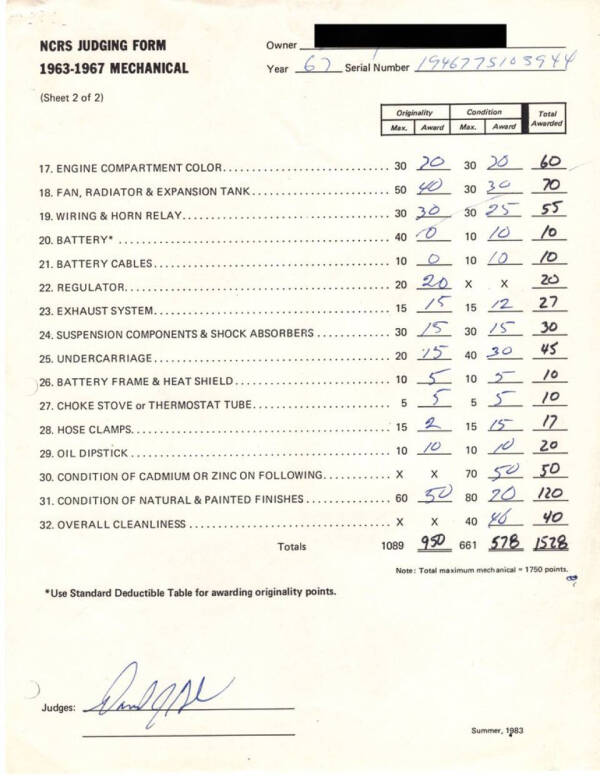 NCRS JUDGING FORM
1963-1967 MECHANICAL
(Sheet 2 of 2)
Owner
Year 67 Serial Number 194677S103944
Originality Condition Total Awarded
Max. Award Max. Award
17. ENGINE COMPARTMENT COLOR 30 30 60
18. FAN, RADIATOR & EXPANSION TANK 50 40 30 30 70
19. WIRING & HORN RELAY 30 30 30 25 55
20. BATTERY* 40 0 10 10 10
21. BATTERY CABLES 10 0 10 10 10
22. REGULATOR 20 20 X X 20
23. EXHAUST SYSTEM 15 15 15 12 27
24. SUSPENSION COMPONENTS & SHOCK ABSORBERS 30 15 30 15 30
25. UNDERCARRIAGE 20 15 40 30 45
26. BATTERY FRAME & HEAT SHIELD 10 5 10 5 10
27. CHOKE STOVE or THERMOSTAT TUBE 5 5 5 5 10
28. HOSE CLAMPS 15 2 15 15 17
29. OIL DIPSTICK 10 10 10 10 20
30. CONDITION OF CADMIUM OR ZINC ON FOLLOWING X X 70 50 50
31. CONDITION OF NATURAL & PAINTED FINISHES 60 50 80 70 120
32. OVERALL CLEANLINESS X X 40 40 40
Totals 1089 950 661 578 1528
Note: Total maximum mechanical = 1750 points.
*Use Standard Deductible Table for awarding originality points.
Judges:
Summer, 1983